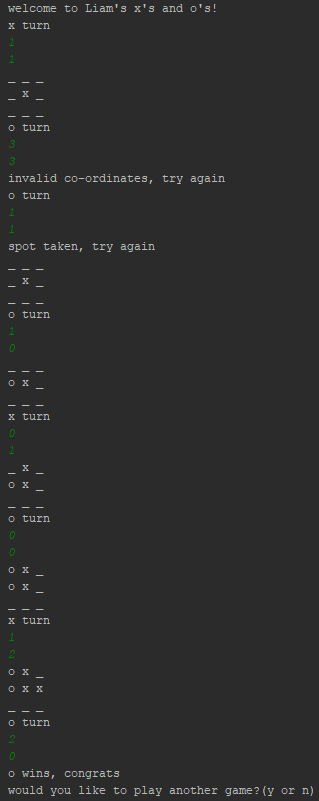 welcome to Liam's x's and o's!
x turn
1
1
_ _ _
_ x _
_ _ _
o turn
3
3
invalid co-ordinates, try again
o turn
1
1
spot taken, try again
_ _ _
_ x _
_ _ _
o turn
1
0
_ _ _
o x _
_ _ _
x turn
0
1
_ x _
o x _
_ _ _
o turn
0
0
o x _
o x _
_ _ _
x turn
1
2
o x _
o x x
_ _ _
o turn
2
0
o wins, congrats
would you like to play another game?(y or n)